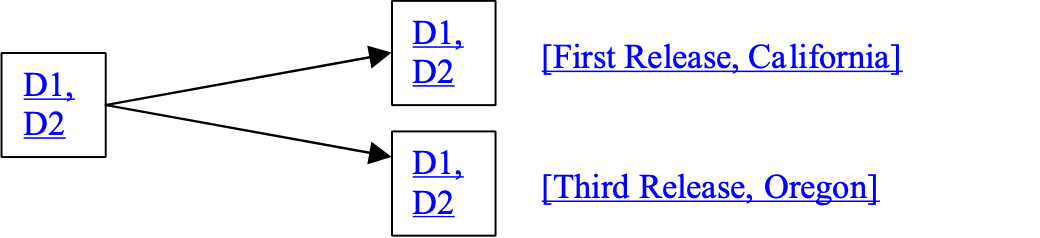 D1,
D2
D1,
D2
[First Release, California]
D1,
D2
[Third Release, Oregon]